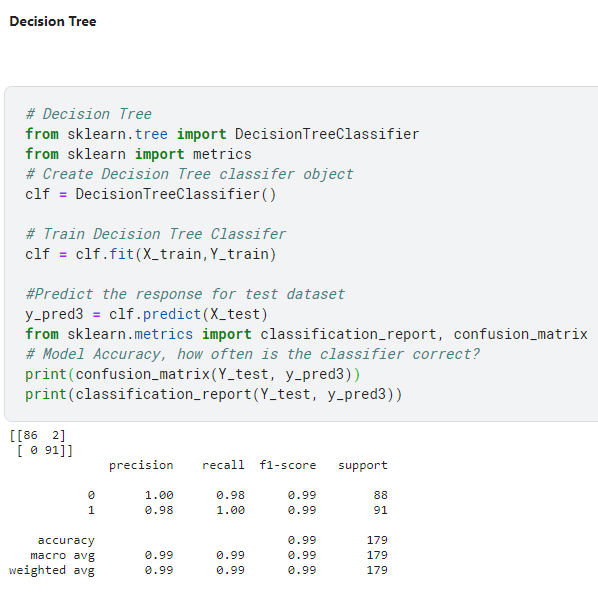 Decision Tree
# Decision Tree
from sklearn.tree import DecisionTreeClassifier
from sklearn import metrics
# Create Decision Tree classifer object
clf = DecisionTreeClassifier()
# Train Decision Tree Classifer
clf = clf.fit(X_train,Y_train)
#Predict the response for test dataset
y_pred3 = clf.predict(X_test)
from sklearn.metrics import classification_report, confusion_matrix
# Model Accuracy, how often is the classifier correct?
print(confusion_matrix(Y_test, y_pred3))
print(classification_report(Y_test, y_pred3))
[[86  2]
 [ 0 91]]
              precision    recall  f1-score   support
           0       1.00      0.98      0.99        88
           1       0.98      1.00      0.99        91
    accuracy                           0.99       179
   macro avg       0.99      0.99      0.99       179
weighted avg       0.99      0.99      0.99       179